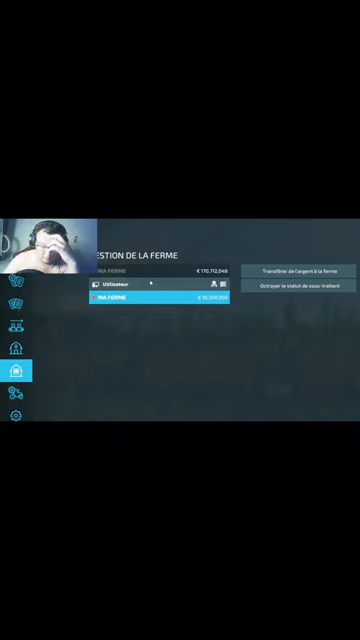 ESTION DE LA FERME
MA FERME € 170,712,048
Utilisateur
MA FERME
Transférer de l'argent à la ferme
Octroyer le statut de sous-traitant